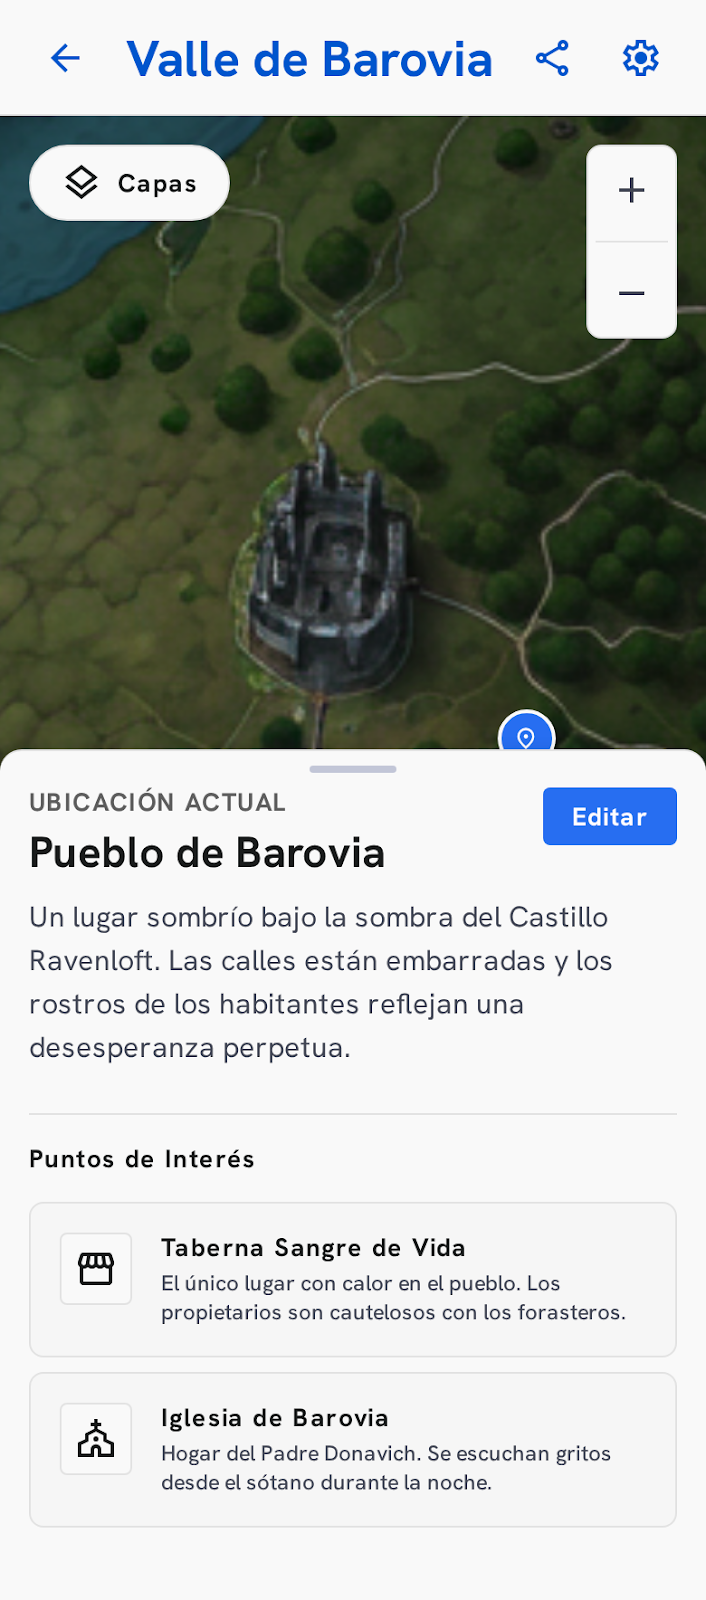 Valle de Barovia
Capas
+
−
UBICACIÓN ACTUAL
Editar
Pueblo de Barovia
Un lugar sombrío bajo la sombra del Castillo
Ravenloft. Las calles están embarradas y los
rostros de los habitantes reflejan una
desesperanza perpetua.
Puntos de Interés
Taberna Sangre de Vida
El único lugar con calor en el pueblo. Los
propietarios son cautelosos con los forasteros.
Iglesia de Barovia
Hogar del Padre Donavich. Se escuchan gritos
desde el sótano durante la noche.